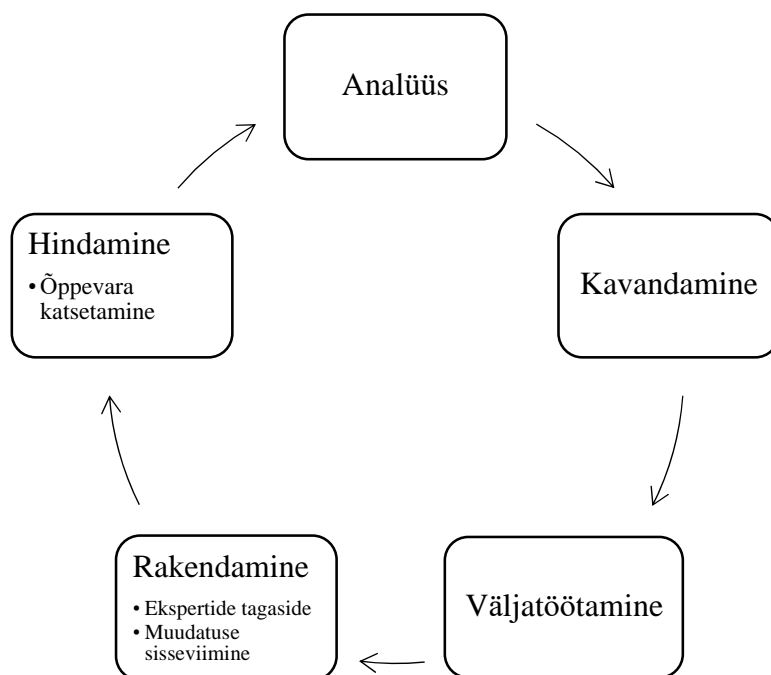 Analüüs
Kavandamine
Väljatöötamine
Rakendamine
• Ekspertide tagaside
• Muudatuse
sisseviimine
Hindamine
• Õppevara
katsetamine